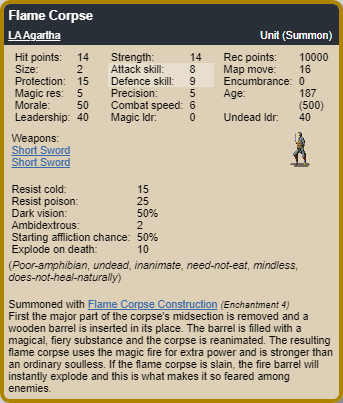 Flame Corpse
LA Agartha Unit (Summon)
Hit points: 14 Strength: 14 Rec points: 10000
Size: 2 Attack skill: 8 Map move: 16
Protection: 15 Defence skill: 9 Encumbrance: 0
Magic res: 5 Precision: 5 Age: 187
Morale: 50 Combat speed: 6 (500)
Leadership: 40 Magic ldr: 0 Undead ldr: 40
Weapons:
Short Sword
Short Sword
Resist cold: 15
Resist poison: 25
Dark vision: 50%
Ambidextrous: 2
Starting affliction chance: 50%
Explode on death: 10
(Poor-amphibian, undead, inanimate, need-not-eat, mindless,
does-not-heal-naturally)
Summoned with Flame Corpse Construction (Enchantment 4)
First the major part of the corpse's midsection is removed and a
wooden barrel is inserted in its place. The barrel is filled with a
magical, fiery substance and the corpse is reanimated. The resulting
flame corpse uses the magic fire for extra power and is stronger than
an ordinary soulless. If the flame corpse is slain, the fire barrel will
instantly explode and this is what makes it so feared among
enemies.